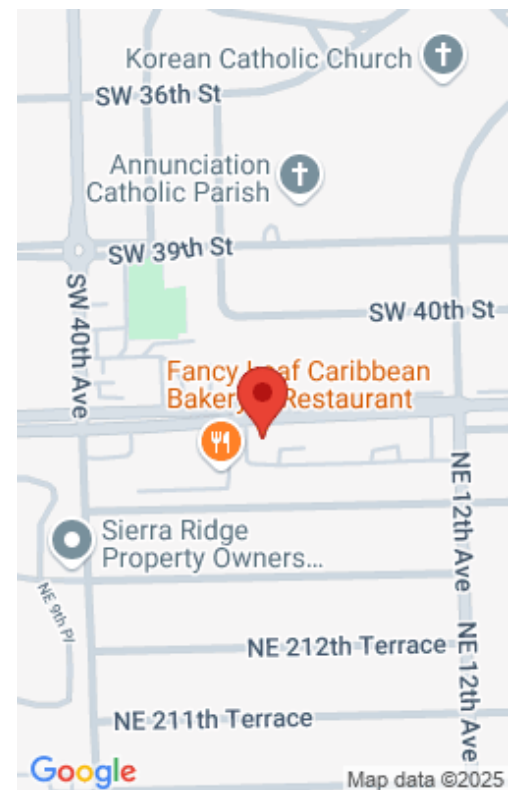 Korean Catholic Church
SW 36th St
Annunciation
Catholic Parish
SW 39th St
SW 40th Ave
SW 40th St
Fancy Leaf Caribbean
Bakery Restaurant
NE 12th Ave
Sierra Ridge
Property Owners...
NE 9th Pl
NE 212th Terrace
NE 12th Ave
NE 211th Terrace
Google
Map data ©2025